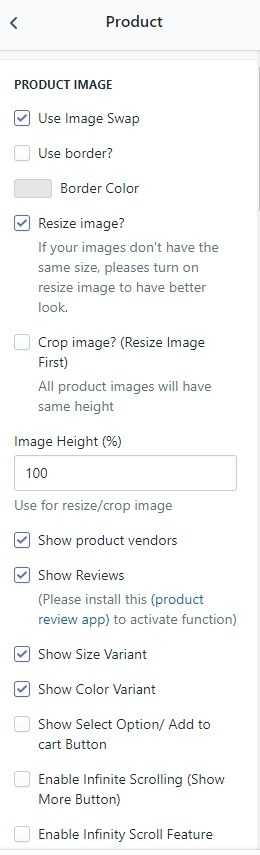 Product
PRODUCT IMAGE
Use Image Swap
Use border?
Border Color
Resize image?
If your images don't have the
same size, pleases turn on
resize image to have better
look.
Crop image? (Resize Image
First)
All product images will have
same height
Image Height (%)
100
Use for resize/crop image
Show product vendors
Show Reviews
(Please install this (product
review app) to activate function)
Show Size Variant
Show Color Variant
Show Select Option/ Add to
cart Button
Enable Infinite Scrolling (Show
More Button)
Enable Infinity Scroll Feature